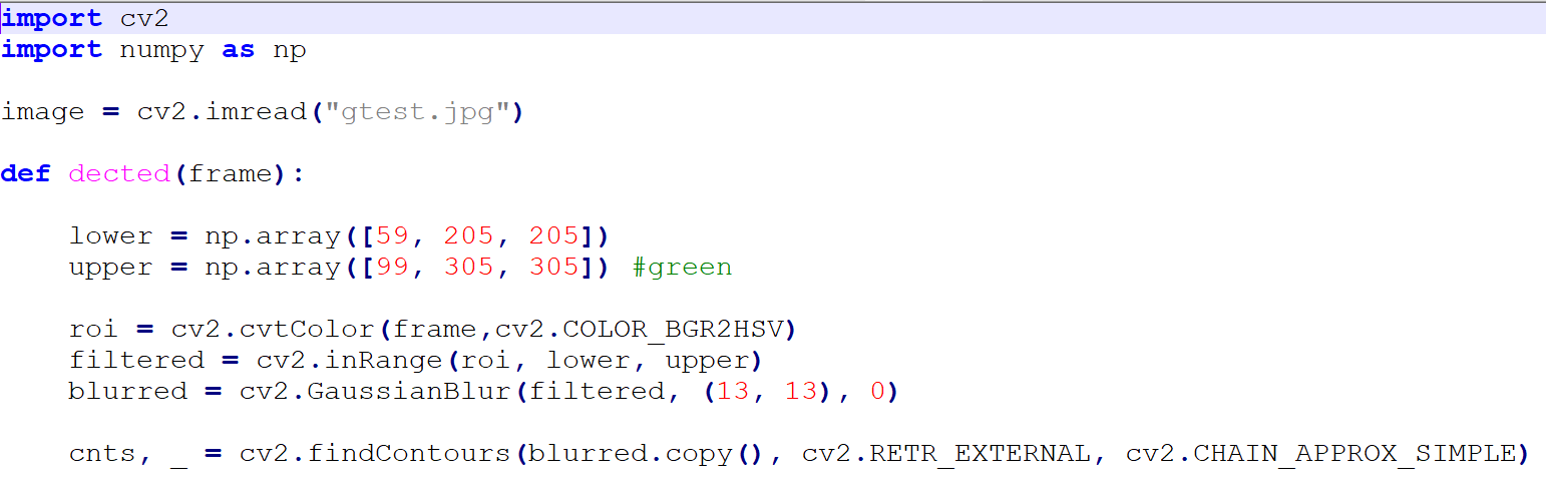 import cv2
import numpy as np
image = cv2.imread("gtest.jpg")
def dected(frame):
lower = np.array([59, 205, 205])
upper = np.array([99, 305, 305]) #green
roi = cv2.cvtColor(frame,cv2.COLOR_BGR2HSV)
filtered = cv2.inRange(roi, lower, upper)
blurred = cv2.GaussianBlur(filtered, (13, 13), 0)
cnts, _ = cv2.findContours(blurred.copy(), cv2.RETR_EXTERNAL, cv2.CHAIN_APPROX_SIMPLE)